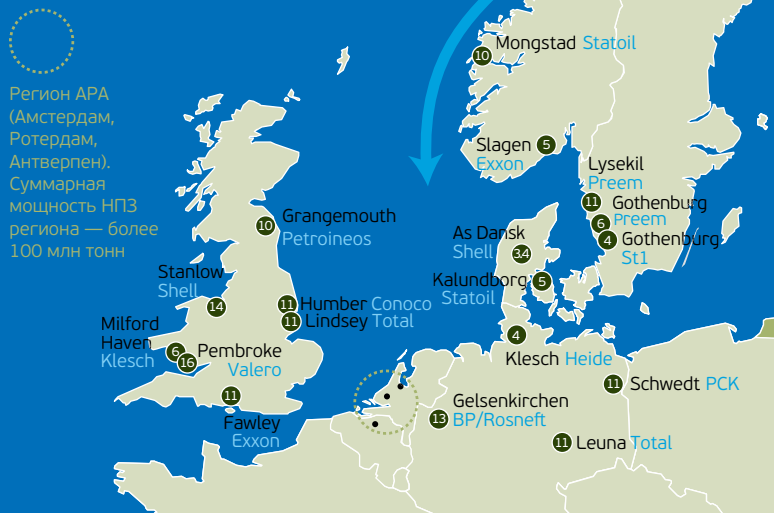 Регион АРА
(Амстердам,
Ротердам,
Антверпен).
Суммарная
мощность НПЗ
региона — более
100 млн тонн
10 Mongstad Statoil
Slagen 5
Exxon
Lysekil
Preem
11 Gothenburg
6 Preem
4 Gothenburg
St1
10 Grangemouth
Petroineos
As Dansk
Shell 3,4
Kalundborg 5
Statoil
Stanlow
Shell
14
11 Humber Conoco
11 Lindsey Total
Milford
Haven
Klesch
6
16
Pembroke
Valero
4
Klesch Heide
11
Fawley
Exxon
Gelsenkirchen
13 BP/Rosneft
11 Schwedt PCK
11 Leuna Total